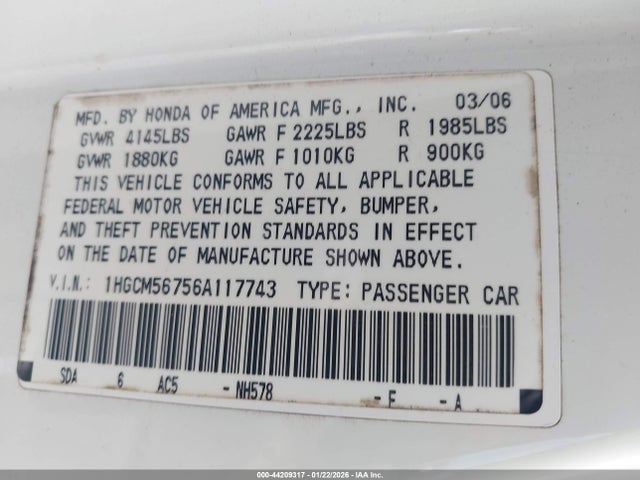 MFD. BY HONDA OF AMERICA MFG., INC. 03/06
GVWR 4145LBS GAWR F 2225LBS R 1985LBS
GVWR 1880KG GAWR F 1010KG R 900KG
THIS VEHICLE CONFORMS TO ALL APPLICABLE
FEDERAL MOTOR VEHICLE SAFETY, BUMPER,
AND THEFT PREVENTION STANDARDS IN EFFECT
ON THE DATE OF MANUFACTURE SHOWN ABOVE.
V.I.N.: 1HGCM56756A117743 TYPE: PASSENGER CAR
SDA 6 AC5 - NH578 - F - A
000-44209317 - 01/22/2026 - IAA Inc.